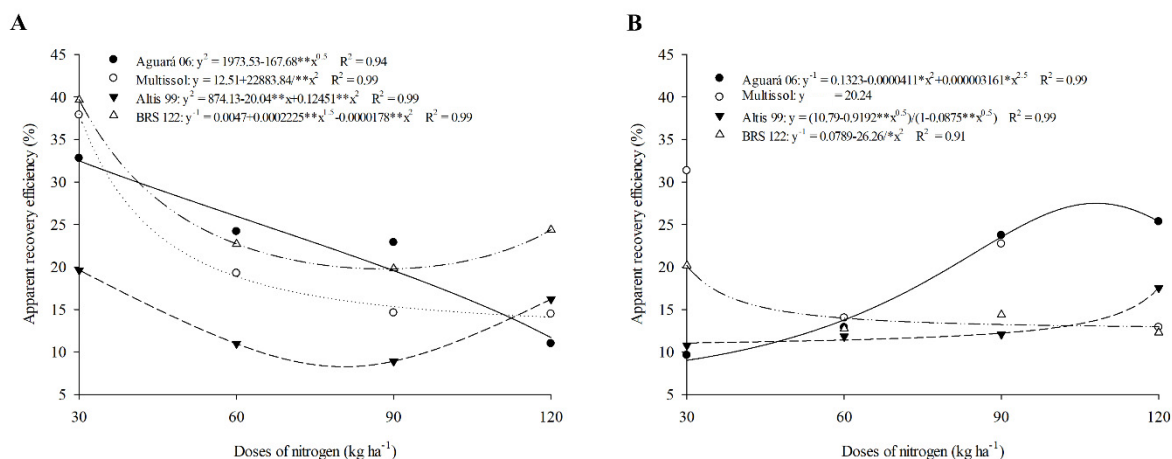 A
45
40
35
30
25
20
15
10
5
Apparent recovery efficiency (%)
Aguará 06: y² = 1973.53-167.68**x⁰·⁵ R² = 0.94
Multissol: y = 12.51+22883.84/**x² R² = 0.99
Altis 99: y² = 874.13-20.04**x+0.12451**x² R² = 0.99
BRS 122: y⁻¹ = 0.0047+0.0002225**x¹·⁵-0.0000178**x² R² = 0.99
30 60 90 120
Doses of nitrogen (kg ha⁻¹)
B
45
40
35
30
25
20
15
10
5
Apparent recovery efficiency (%)
Aguará 06: y⁻¹ = 0.1323-0.0000411*x²+0.000003161*x²·⁵ R² = 0.99
Multissol: y = 20.24
Altis 99: y = (10.79-0.9192**x⁰·⁵)/(1-0.0875**x⁰·⁵) R² = 0.99
BRS 122: y⁻¹ = 0.0789-26.26/*x² R² = 0.91
30 60 90 120
Doses of nitrogen (kg ha⁻¹)